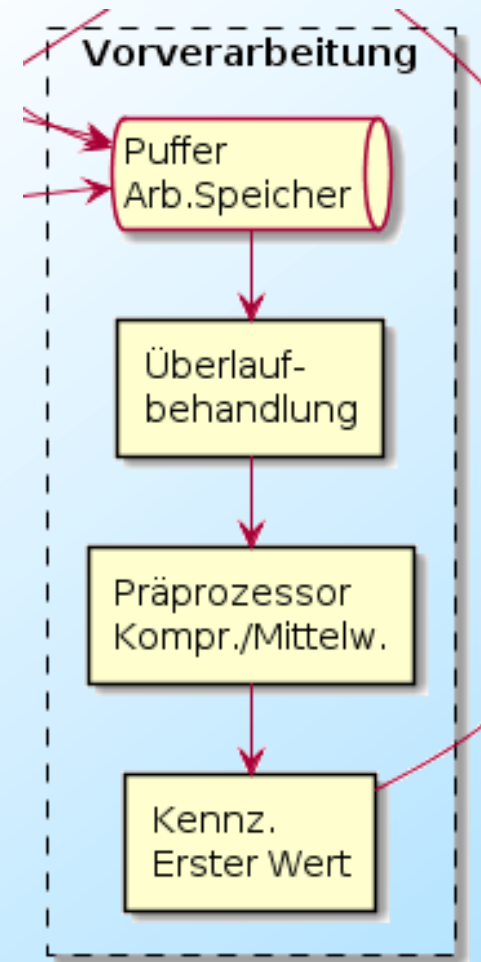 Vorverarbeitung
Puffer
Arb.Speicher
Überlauf-
behandlung
Präprozessor
Kompr./Mittelw.
Kennz.
Erster Wert